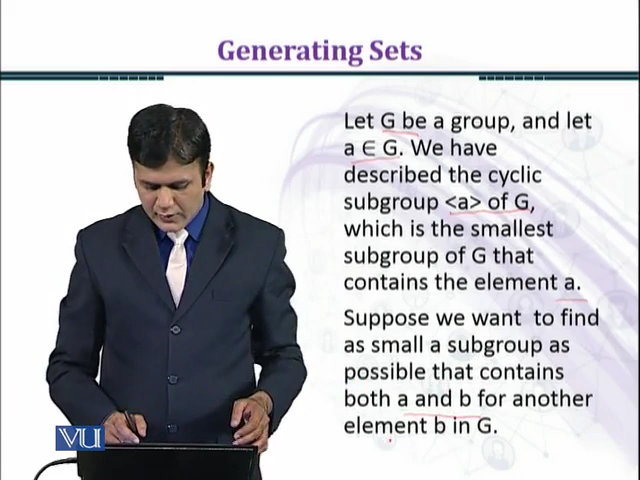 Generating Sets
Let G be a group, and let
a ∈ G. We have
described the cyclic
subgroup <a> of G,
which is the smallest
subgroup of G that
contains the element a.
Suppose we want to find
as small a subgroup as
possible that contains
both a and b for another
element b in G.
VU